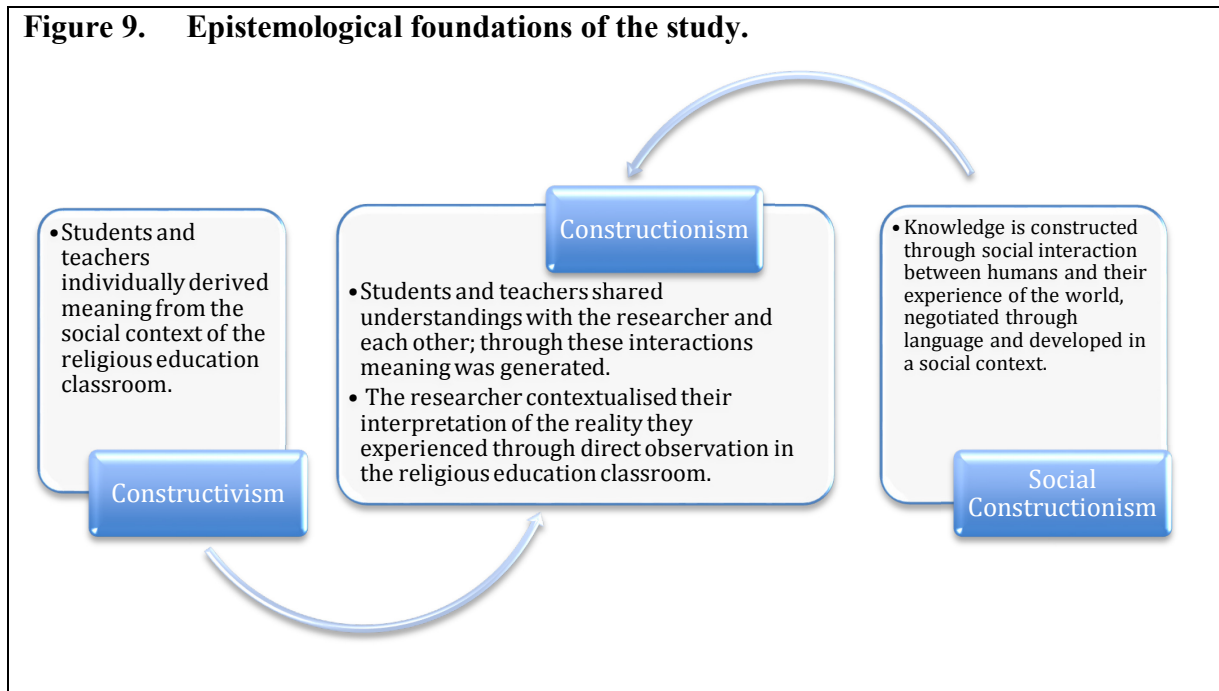 Figure 9. Epistemological foundations of the study.
•Students and
teachers
individually derived
meaning from the
social context of the
religious education
classroom.
Constructivism
Constructionism
•Students and teachers shared
understandings with the researcher and
each other; through these interactions
meaning was generated.
• The researcher contextualised their
interpretation of the reality they
experienced through direct observation in
the religious education classroom.
•Knowledge is constructed
through social interaction
between humans and their
experience of the world,
negotiated through
language and developed in
a social context.
Social
Constructionism